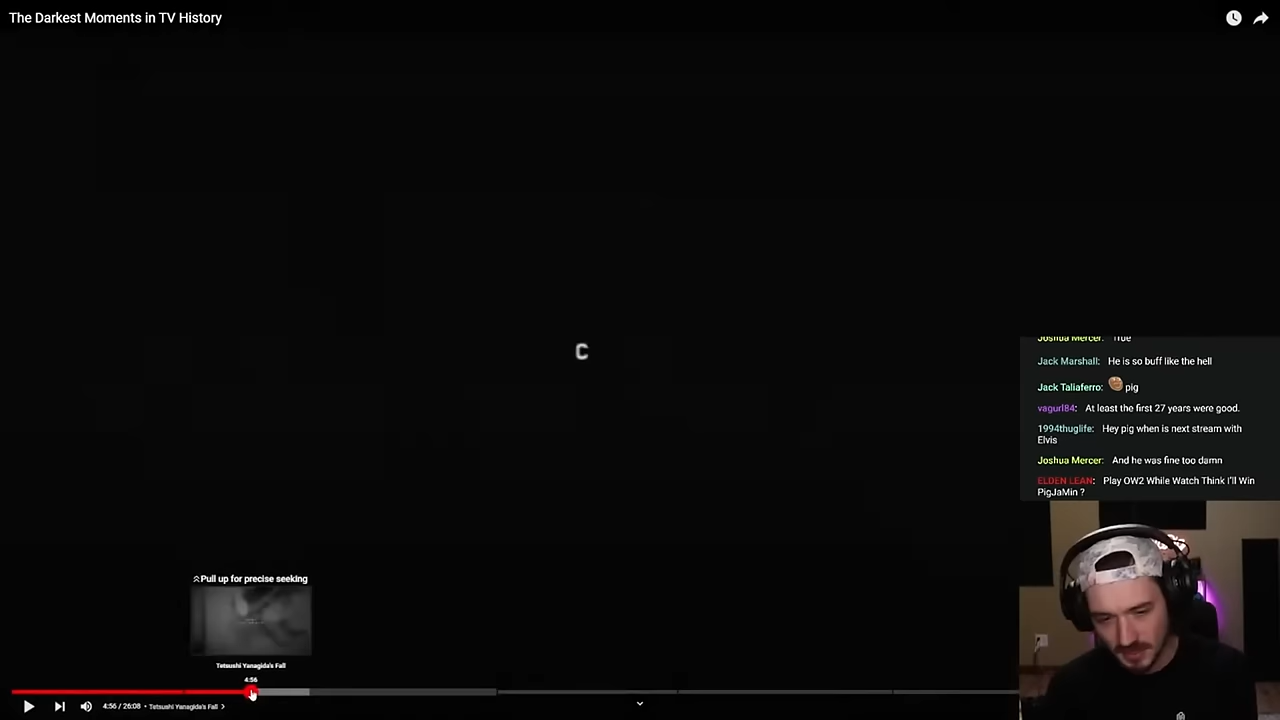 The Darkest Moments in TV History
C
Joshua Mercer: True
Jack Marshall: He is so buff like the hell
Jack Taliaferro: pig
vagurl84: At least the first 27 years were good.
1994thuglife: Hey pig when is next stream with
Elvis
Joshua Mercer: And he was fine too damn
ELDEN LEAN: Play OW2 While Watch Think I'll Win
PigJaMin ?
Pull up for precise seeking
Tetsushi Yanagida's Fall
4:56
4:56 / 26:08 • Tetsushi Yanagida's Fall